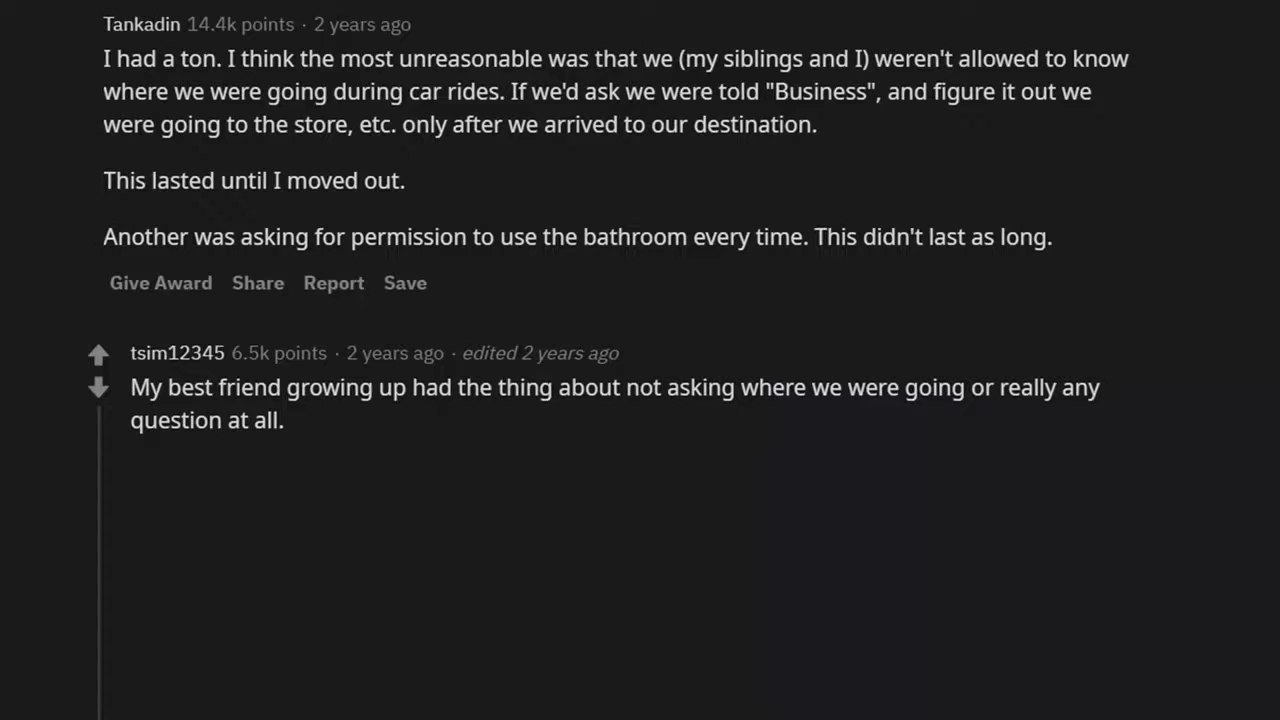 Tankadin 14.4k points · 2 years ago
I had a ton. I think the most unreasonable was that we (my siblings and I) weren't allowed to know
where we were going during car rides. If we'd ask we were told "Business", and figure it out we
were going to the store, etc. only after we arrived to our destination.
This lasted until I moved out.
Another was asking for permission to use the bathroom every time. This didn't last as long.
Give Award Share Report Save
tsim12345 6.5k points · 2 years ago · edited 2 years ago
My best friend growing up had the thing about not asking where we were going or really any
question at all.